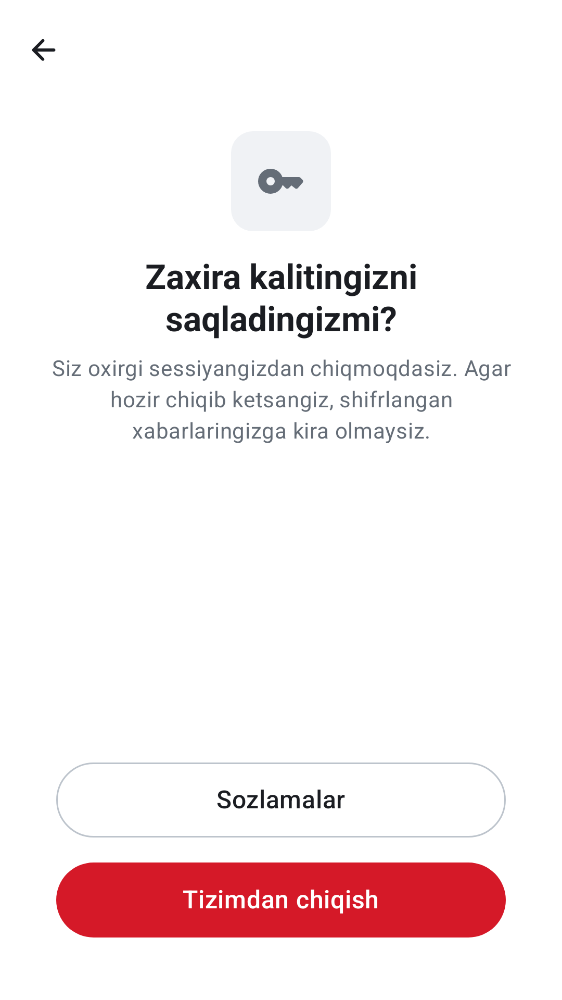 Zaxira kalitingizni
saqladingizmi?
Siz oxirgi sessiyangizdan chiqmoqdasiz. Agar
hozir chiqib ketsangiz, shifrlangan
xabarlaringizga kira olmaysiz.
Sozlamalar
Tizimdan chiqish